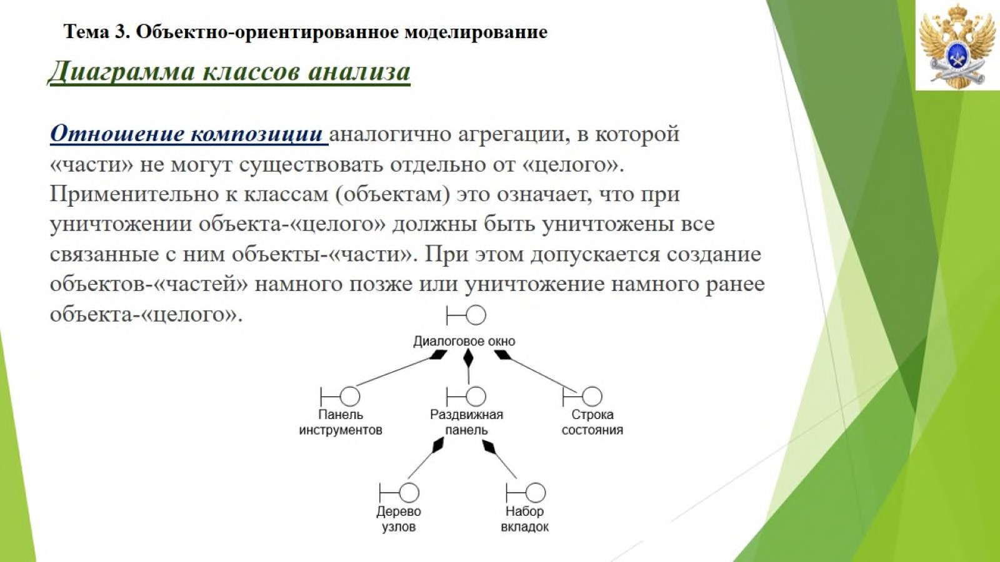 Тема 3. Объектно-ориентированное моделирование
Диаграмма классов анализа
Отношение композиции аналогично агрегации, в которой
«части» не могут существовать отдельно от «целого».
Применительно к классам (объектам) это означает, что при
уничтожении объекта-«целого» должны быть уничтожены все
связанные с ним объекты-«части». При этом допускается создание
объектов-«частей» намного позже или уничтожение намного ранее
объекта-«целого».
Диалоговое окно
Панель
инструментов
Раздвижная
панель
Строка
состояния
Дерево
узлов
Набор
вкладок